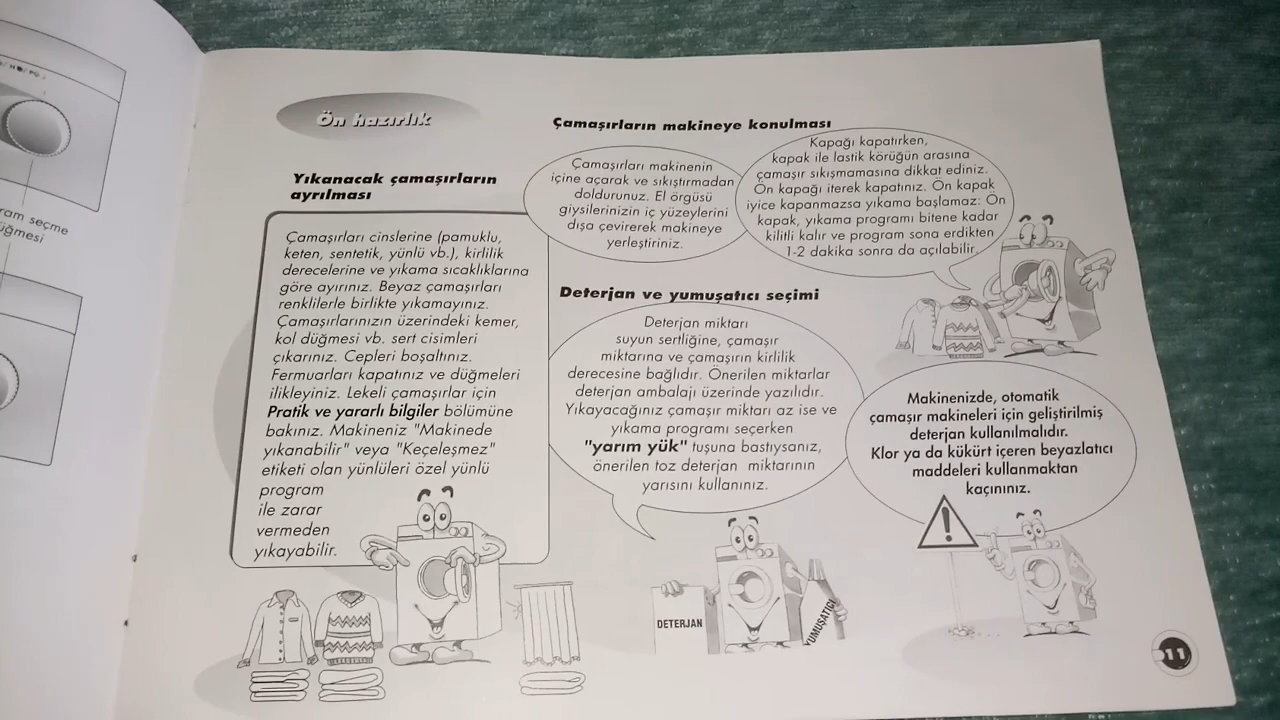 ram seçme
Ön hazırlık
Yıkanacak çamaşırların
ayrılması
Çamaşırları cinslerine (pamuklu,
keten, sentetik, yünlü vb.), kirlilik
derecelerine ve yıkama sıcaklıklarına
göre ayırınız. Beyaz çamaşırları
renklilerle birlikte yıkamayınız.
Çamaşırlarınızın üzerindeki kemer,
kol düğmesi vb. sert cisimleri
çıkarınız. Cepleri boşaltınız.
Fermuarları kapatınız ve düğmeleri
ilikleyiniz. Lekeli çamaşırlar için
Pratik ve yararlı bilgiler bölümüne
bakınız. Makineniz "Makinede
yıkanabilir" veya "Keçeleşmez"
etiketi olan yünlüleri özel yünlü
program
ile zarar
vermeden
yıkayabilir.
Çamaşırların makineye konulması
Çamaşırları makinenin
içine açarak ve sıkıştırmadan
doldurunuz. El örgüsü
giysilerinizin iç yüzeylerini
dışa çevirerek makineye
yerleştiriniz.
Kapağı kapatırken,
kapak ile lastik körüğün arasına
çamaşır sıkışmamasına dikkat ediniz.
Ön kapağı iterek kapatınız. Ön kapak
iyice kapanmazsa yıkama başlamaz: Ön
kapak, yıkama programı bitene kadar
kilitli kalır ve program sona erdikten
1-2 dakika sonra da açılabilir.
Deterjan ve yumuşatıcı seçimi
Deterjan miktarı
suyun sertliğine, çamaşır
miktarına ve çamaşırın kirlilik
derecesine bağlıdır. Önerilen miktarlar
deterjan ambalajı üzerinde yazılıdır.
Yıkayacağınız çamaşır miktarı az ise ve
yıkama programı seçerken
"yarım yük" tuşuna bastıysanız,
önerilen toz deterjan miktarının
yarısını kullanınız.
DETERJAN
YUMUŞATICI
Makinenizde, otomatik
çamaşır makineleri için geliştirilmiş
deterjan kullanılmalıdır.
Klor ya da kükürt içeren beyazlatıcı
maddeleri kullanmaktan
kaçınınız.
!
11